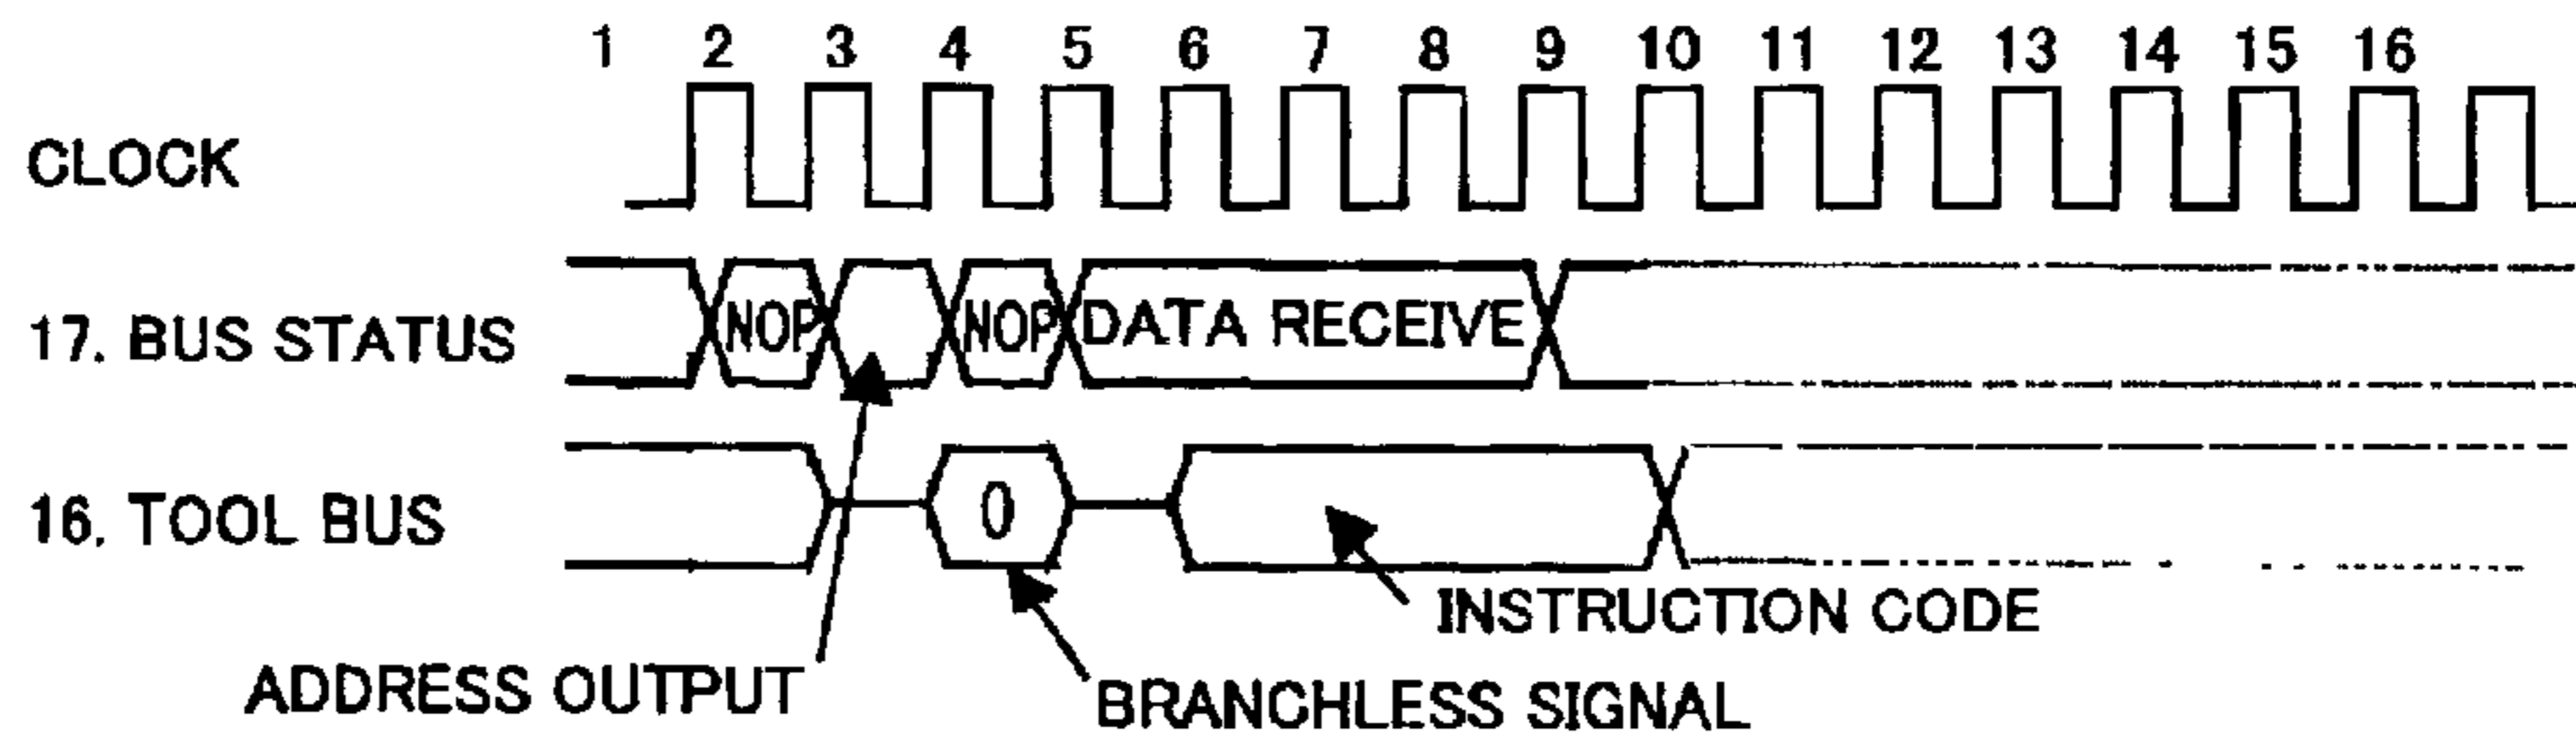 1 2 3 4 5 6 7 8 9 10 11 12 13 14 15 16
CLOCK
17. BUS STATUS NOP NOP DATA RECEIVE
16. TOOL BUS 0
INSTRUCTION CODE
ADDRESS OUTPUT BRANCHLESS SIGNAL